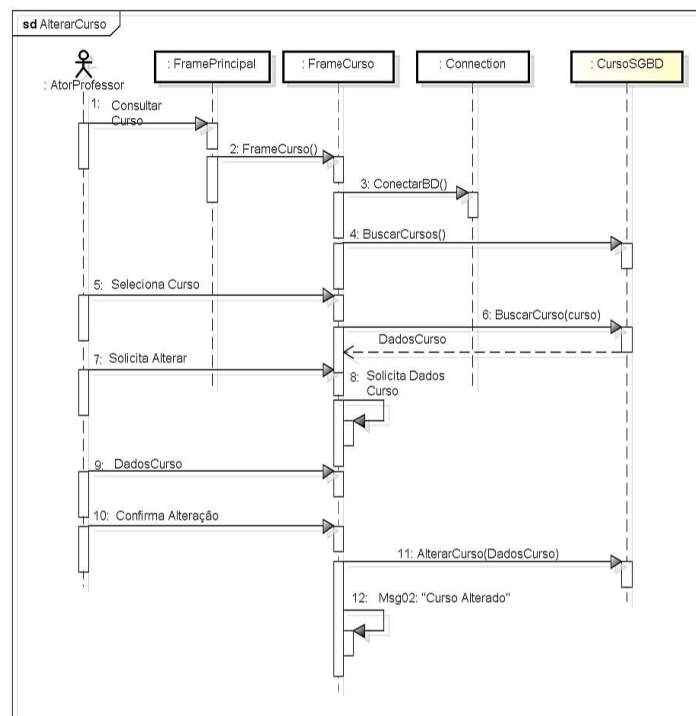 sd AlterarCurso
: AtorProfessor
: FramePrincipal
: FrameCurso
: Connection
: CursoSGBD
1: Consultar
Curso
2: FrameCurso()
3: ConectarBD()
4: BuscarCursos()
5: Seleciona Curso
6: BuscarCurso(curso)
DadosCurso
7: Solicita Alterar
8: Solicita Dados
Curso
9: DadosCurso
10: Confirma Alteração
11: AlterarCurso(DadosCurso)
12: Msg02: "Curso Alterado"